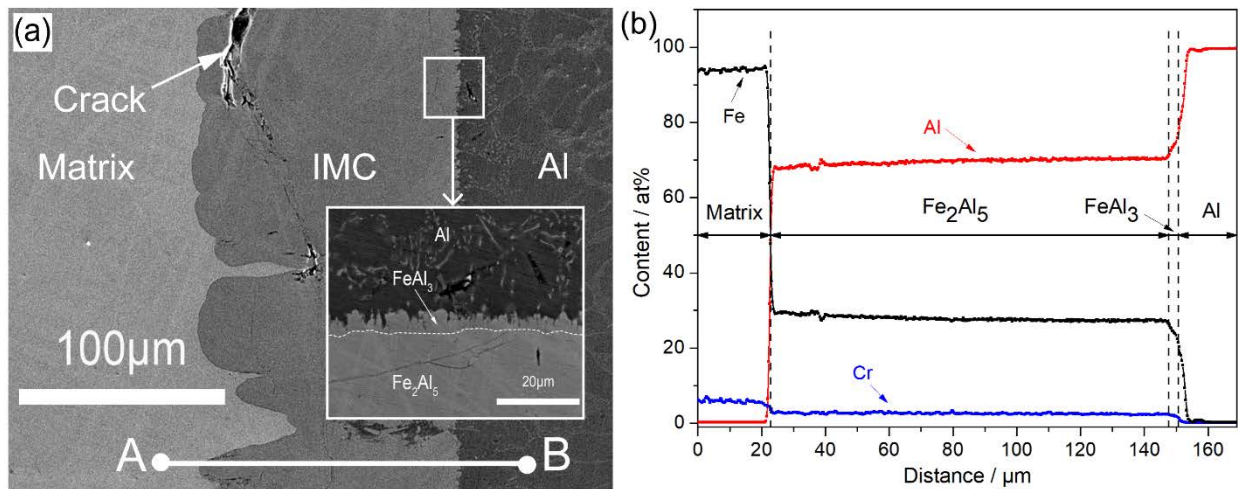 (a)
Crack
Matrix
IMC
Al
Al
FeAl₃
Fe₂Al₅
20μm
100μm
A
B
(b)
100
80
60
40
20
0
Content / at%
Fe
Al
Matrix
Fe₂Al₅
FeAl₃
Al
Cr
0
20
40
60
80
100
120
140
160
Distance / μm